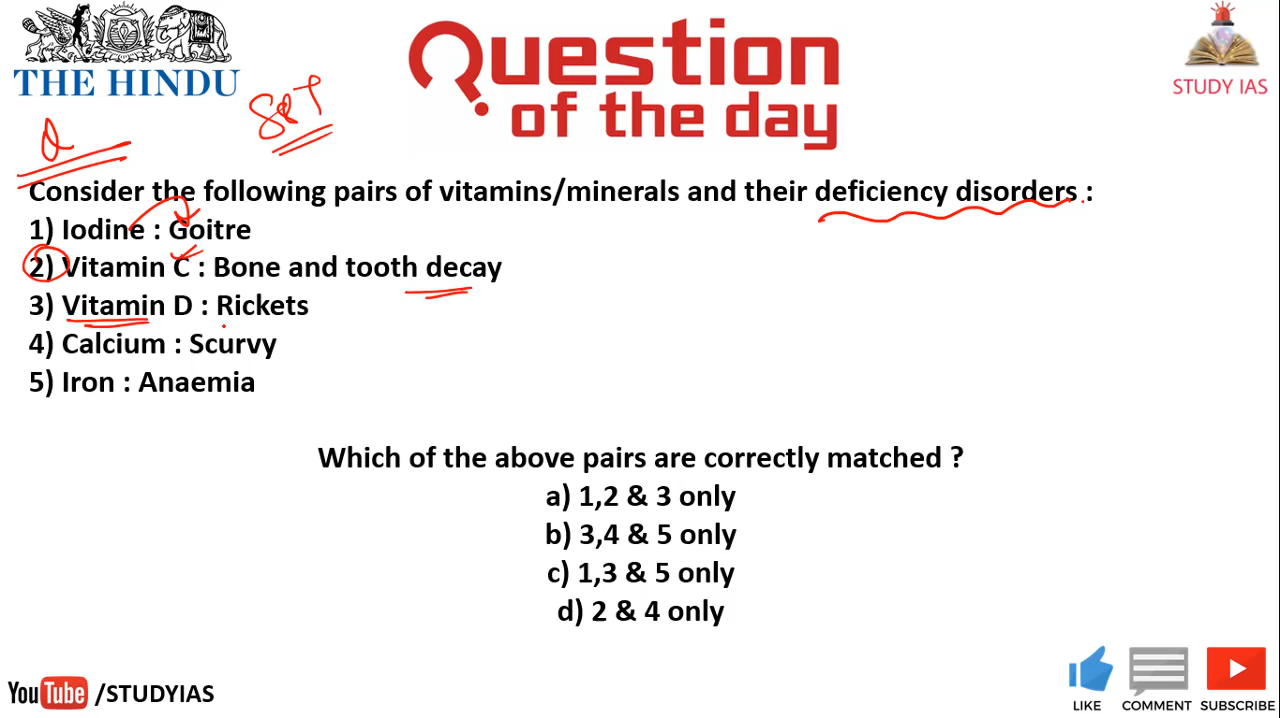 THE HINDU
Question
of the day
STUDY IAS
Consider the following pairs of vitamins/minerals and their deficiency disorders :
1) Iodine : Goitre
2) Vitamin C : Bone and tooth decay
3) Vitamin D : Rickets
4) Calcium : Scurvy
5) Iron : Anaemia
Which of the above pairs are correctly matched ?
a) 1,2 & 3 only
b) 3,4 & 5 only
c) 1,3 & 5 only
d) 2 & 4 only
YouTube /STUDYIAS
LIKE COMMENT SUBSCRIBE